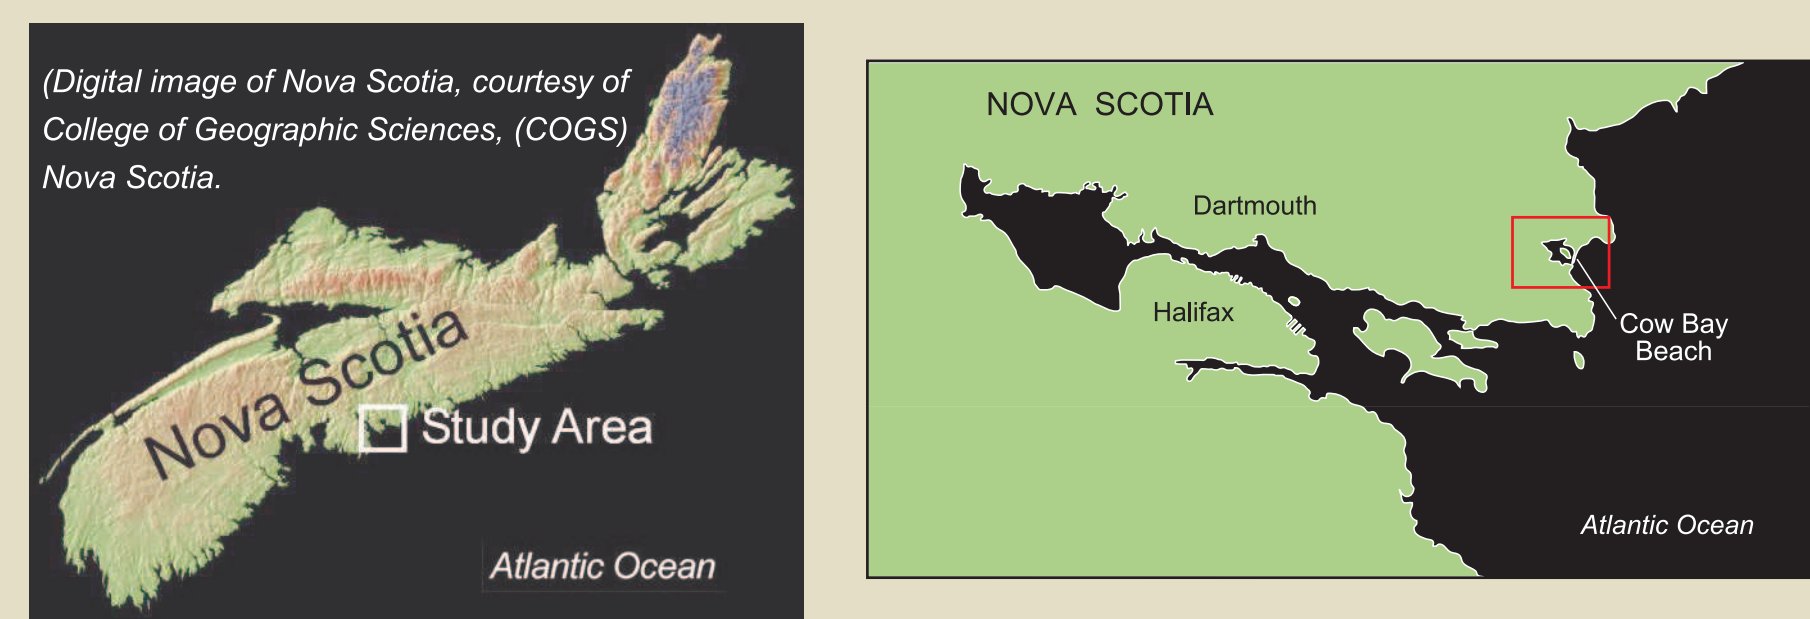 (Digital image of Nova Scotia, courtesy of
College of Geographic Sciences, (COGS)
Nova Scotia.
Nova Scotia
Study Area
Atlantic Ocean
NOVA SCOTIA
Dartmouth
Halifax
Cow Bay
Beach
Atlantic Ocean